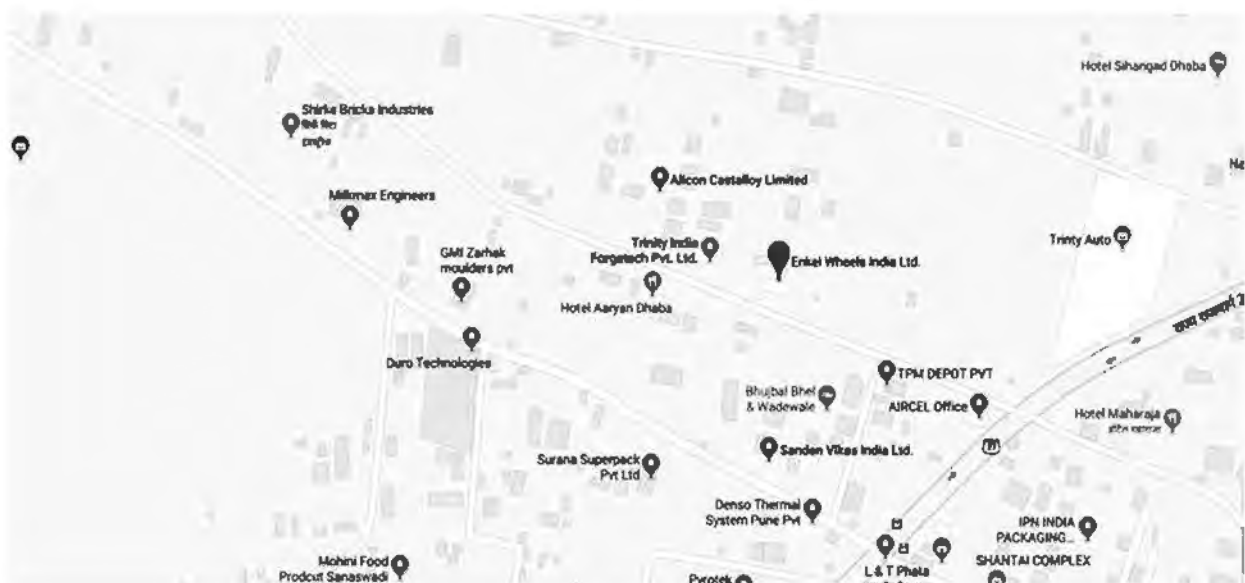 Hotel Sihangad Dhaba
Shirke Bricks Industries
Alicon Castalloy Limited
Milkmax Engineers
Trinty Auto
Trinity India
Forgetech Pvt. Ltd.
Enkei Wheels India Ltd.
GMI Zarhak
moulders pvt
Hotel Aaryan Dhaba
Duro Technologies
TPM DEPOT PVT
Bhujbal Bhel
& Wadewale
AIRCEL Office
Hotel Maharaja
Sanden Vikas India Ltd.
Surana Superpack
Pvt Ltd
Denso Thermal
System Pune Pvt
IPN INDIA
PACKAGING...
Mohini Food
Prodcut Sanaswadi
L & T Phata
SHANTAI COMPLEX
Pyrotek